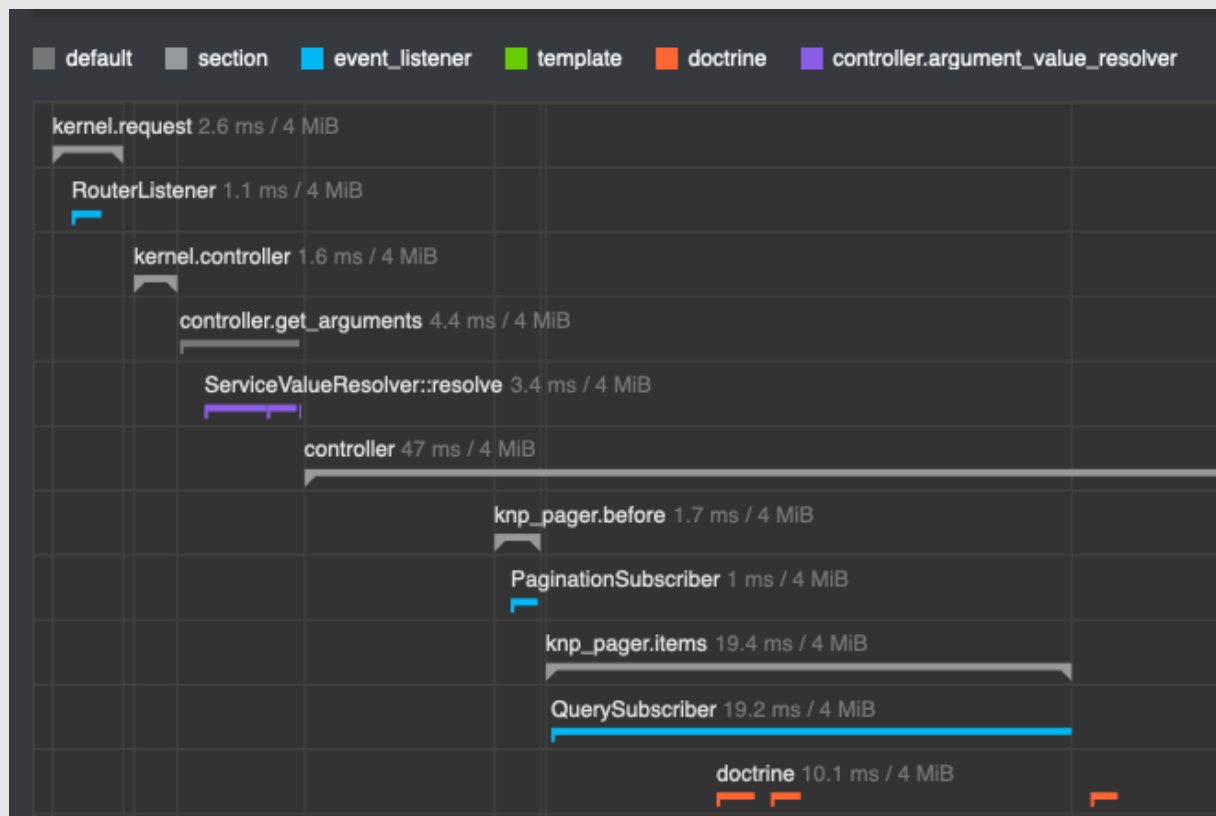 default section event_listener template doctrine controller.argument_value_resolver
kernel.request 2.6 ms / 4 MiB
RouterListener 1.1 ms / 4 MiB
kernel.controller 1.6 ms / 4 MiB
controller.get_arguments 4.4 ms / 4 MiB
ServiceValueResolver::resolve 3.4 ms / 4 MiB
controller 47 ms / 4 MiB
knp_pager.before 1.7 ms / 4 MiB
PaginationSubscriber 1 ms / 4 MiB
knp_pager.items 19.4 ms / 4 MiB
QuerySubscriber 19.2 ms / 4 MiB
doctrine 10.1 ms / 4 MiB